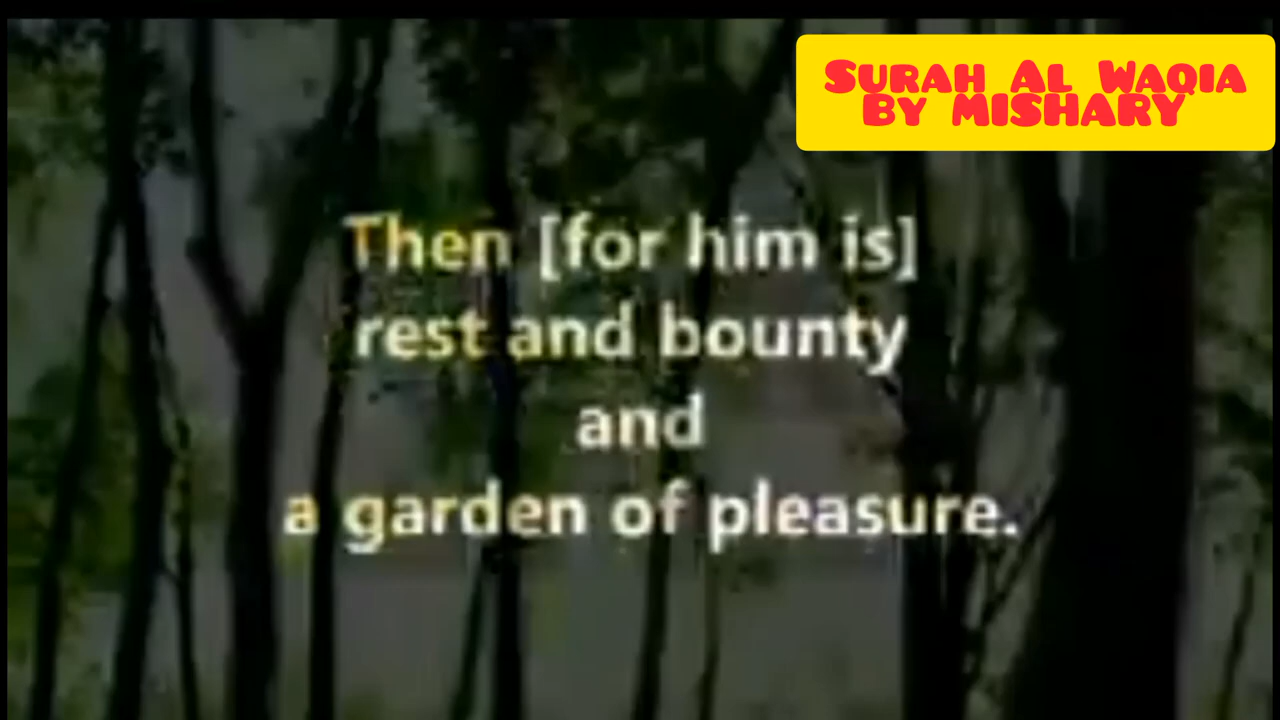 Surah Al Waqia
By MISHARY
Then [for him is]
rest and bounty
and
a garden of pleasure.